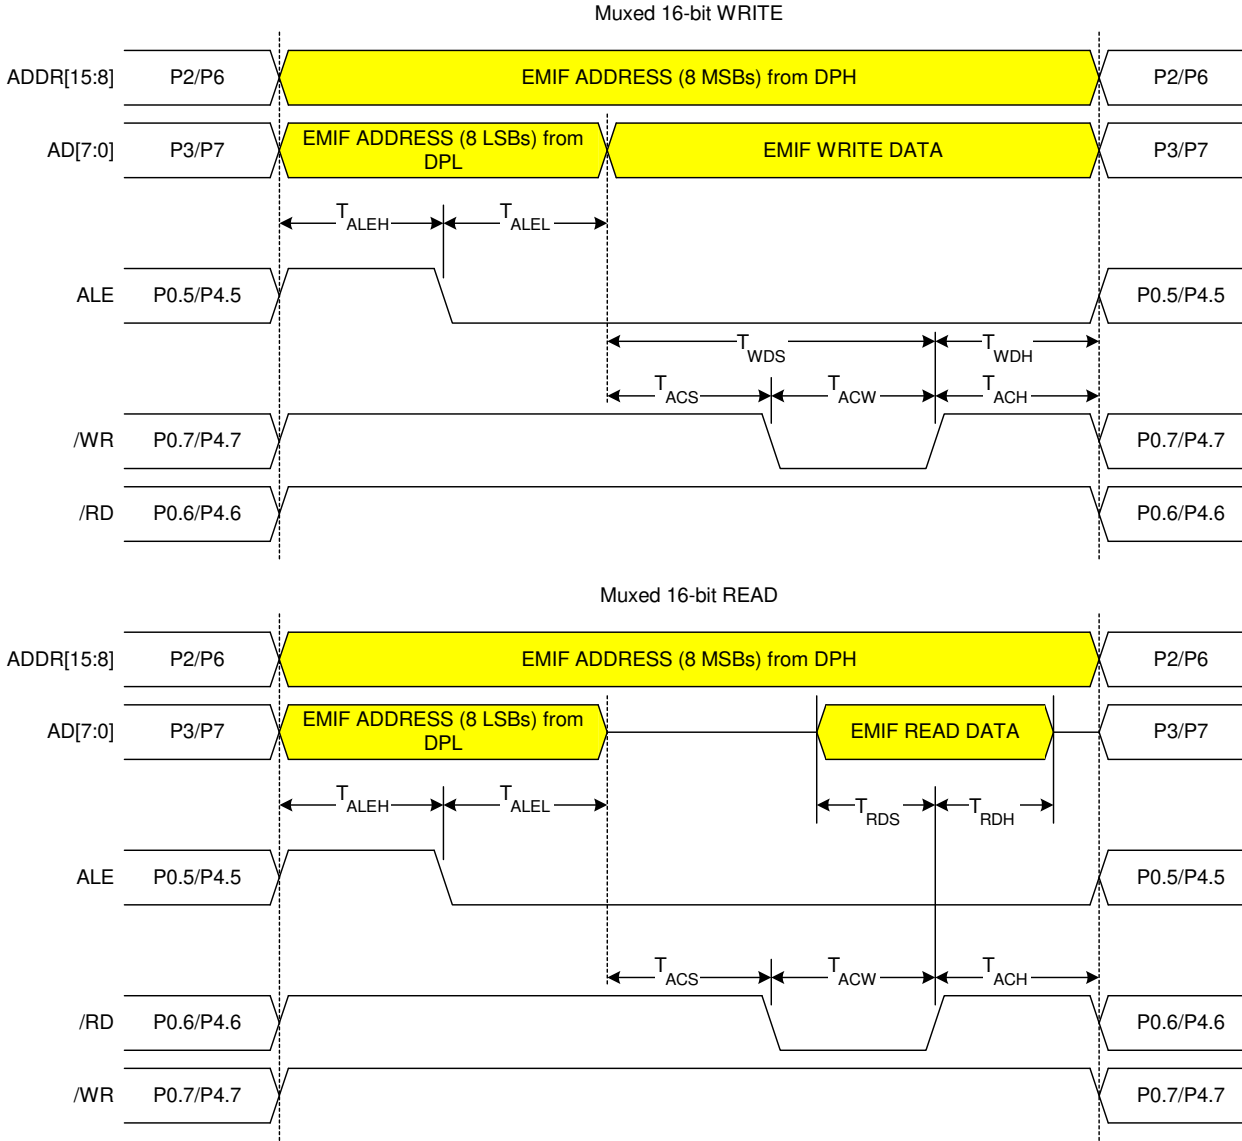 Muxed 16-bit WRITE
ADDR[15:8] P2/P6 EMIF ADDRESS (8 MSBs) from DPH P2/P6
AD[7:0] P3/P7 EMIF ADDRESS (8 LSBs) from
DPL EMIF WRITE DATA P3/P7
TALEH TALEL
ALE P0.5/P4.5 P0.5/P4.5
TWDS TWDH
TACS TACW TACH
/WR P0.7/P4.7 P0.7/P4.7
/RD P0.6/P4.6 P0.6/P4.6
Muxed 16-bit READ
ADDR[15:8] P2/P6 EMIF ADDRESS (8 MSBs) from DPH P2/P6
AD[7:0] P3/P7 EMIF ADDRESS (8 LSBs) from
DPL EMIF READ DATA P3/P7
TALEH TALEL TRDS TRDH
ALE P0.5/P4.5 P0.5/P4.5
TACS TACW TACH
/RD P0.6/P4.6 P0.6/P4.6
/WR P0.7/P4.7 P0.7/P4.7